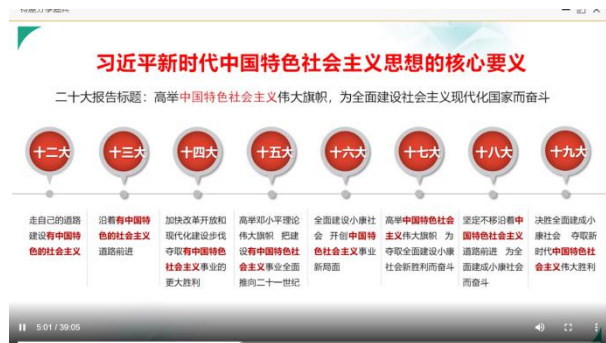 习近平新时代中国特色社会主义思想的核心要义
二十大报告标题：高举中国特色社会主义伟大旗帜，为全面建设社会主义现代化国家而奋斗
十二大
十三大
十四大
十五大
十六大
十七大
十八大
十九大
走自己的道路
建设有中国特
色的社会主义
沿着有中国特
色的社会主义
道路前进
加快改革开放和
现代化建设步伐
夺取有中国特色
社会主义事业的
更大胜利
高举邓小平理论
伟大旗帜 把建
设有中国特色社
会主义事业全面
推向二十一世纪
全面建设小康社
会 开创中国特
色社会主义事业
新局面
高举中国特色社会
主义伟大旗帜 为
夺取全面建设小康
社会新胜利而奋斗
坚定不移沿着中
国特色社会主义
道路前进 为全
面建成小康社会
而奋斗
决胜全面建成小
康社会 夺取新
时代中国特色社
会主义伟大胜利
5:01 / 39:05